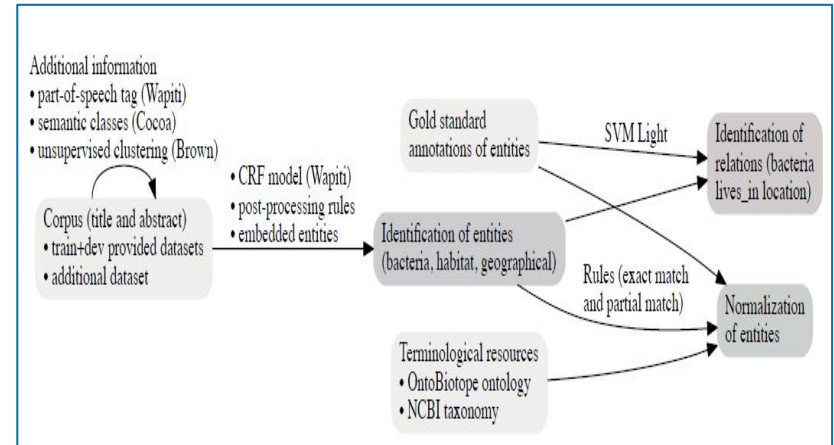 Additional information
• part-of-speech tag (Wapiti)
• semantic classes (Cocoa)
• unsupervised clustering (Brown)
Corpus (title and abstract)
• train+dev provided datasets
• additional dataset
• CRF model (Wapiti)
• post-processing rules
• embedded entities
Gold standard
annotations of entities
Identification of entities
(bacteria, habitat, geographical)
Terminological resources
• OntoBiotope ontology
• NCBI taxonomy
SVM Light
Rules (exact match
and partial match)
Identification of
relations (bacteria
lives_in location)
Normalization
of entities